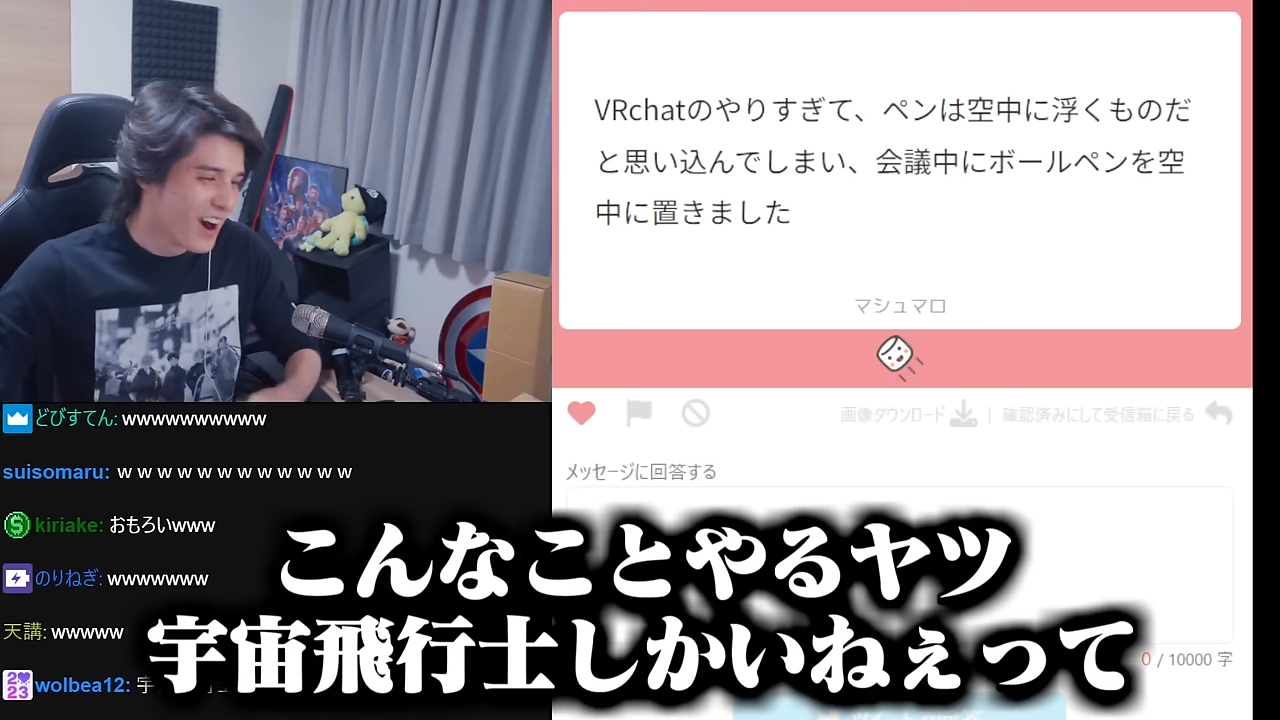 VRchatのやりすぎて、ペンは空中に浮くものだ
と思い込んでしまい、会議中にボールペンを空
中に置きました
マシュマロ
画像ダウンロード | 確認済みにして受信箱に戻る
メッセージに回答する
0 / 10000 字
どびすてん: wwwwwwwwwww
suisomaru: w w w w w w w w w w w w
kiriake: おもろいwww
のりねぎ: wwwwwww
天講: wwwww
wolbea12: 宇
こんなことやるヤツ
宇宙飛行士しかいねぇって